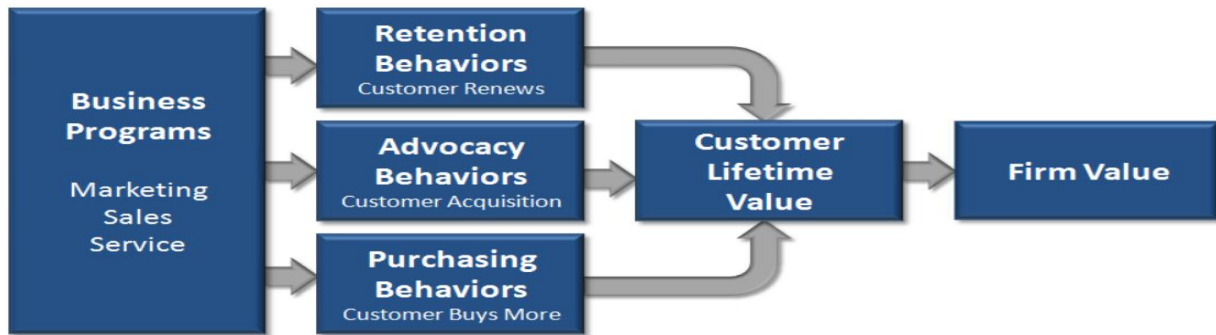 Business
Programs
Marketing
Sales
Service
Retention
Behaviors
Customer Renews
Advocacy
Behaviors
Customer Acquisition
Purchasing
Behaviors
Customer Buys More
Customer
Lifetime
Value
Firm Value